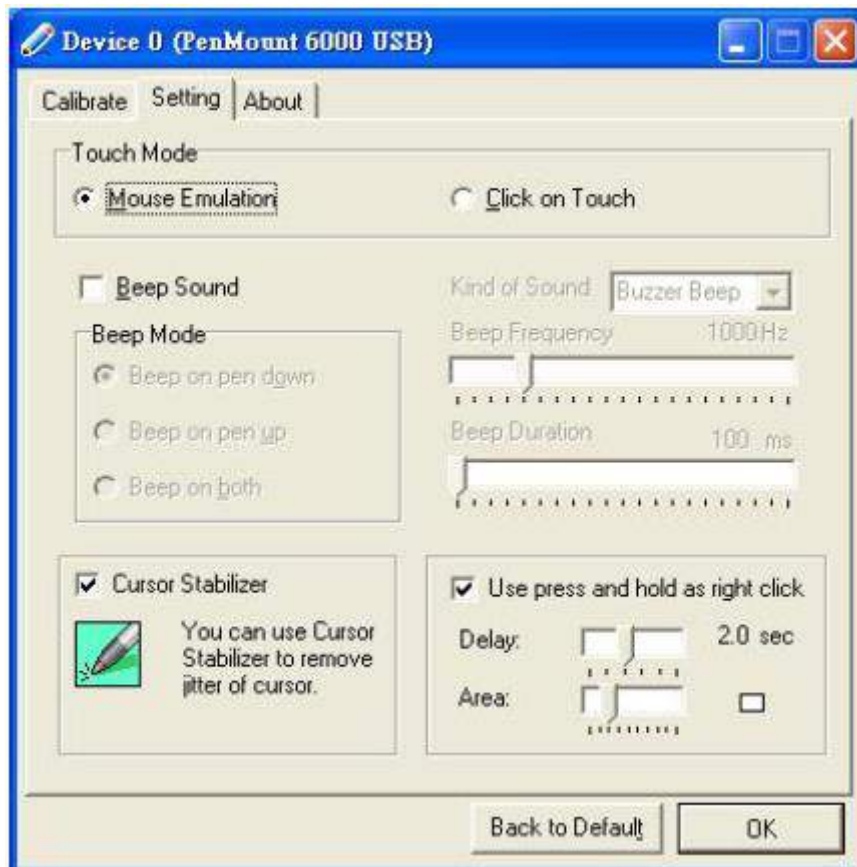 Device 0 (PenMount 6000 USB)
Calibrate Setting About
Touch Mode
Mouse Emulation Click on Touch
Beep Sound
Kind of Sound Buzzer Beep
Beep Mode
Beep on pen down
Beep on pen up
Beep on both
Beep Frequency 1000Hz
Beep Duration 100 ms
Cursor Stabilizer
You can use Cursor
Stabilizer to remove
jitter of cursor.
Use press and hold as right click
Delay: 2.0 sec
Area:
Back to Default OK